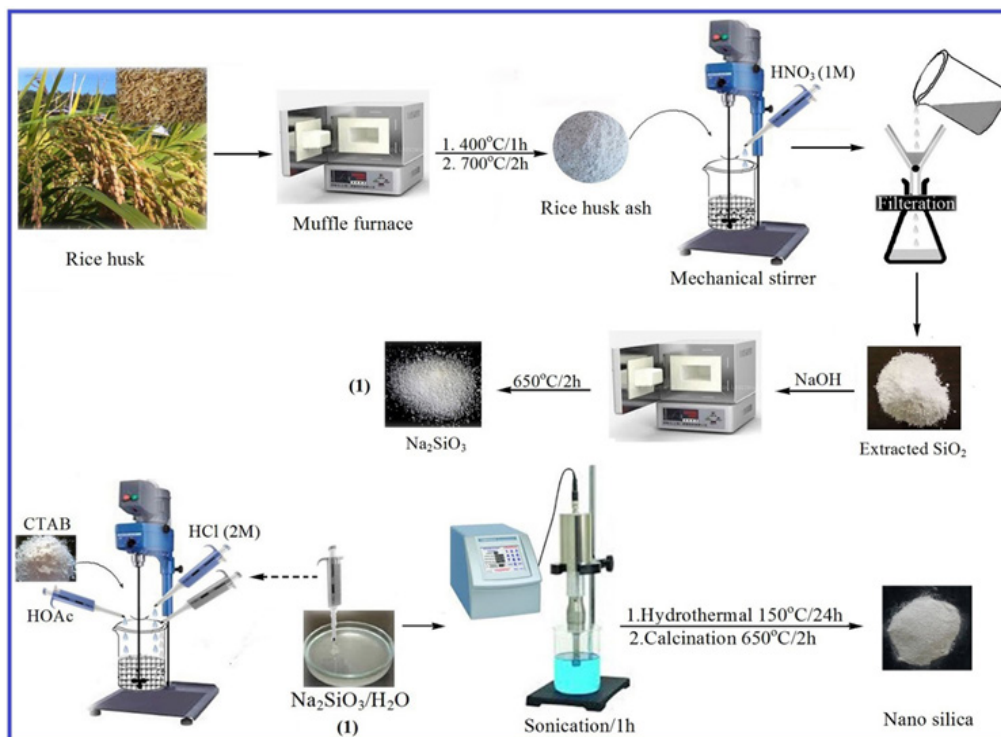 HNO₃ (1M)
1. 400°C/1h
2. 700°C/2h
Filteration
Rice husk
Muffle furnace
Rice husk ash
Mechanical stirrer
(1)
650°C/2h
NaOH
Na₂SiO₃
Extracted SiO₂
CTAB
HCl (2M)
HOAc
1.Hydrothermal 150°C/24h
2.Calcination 650°C/2h
Na₂SiO₃/H₂O
(1)
Sonication/1h
Nano silica